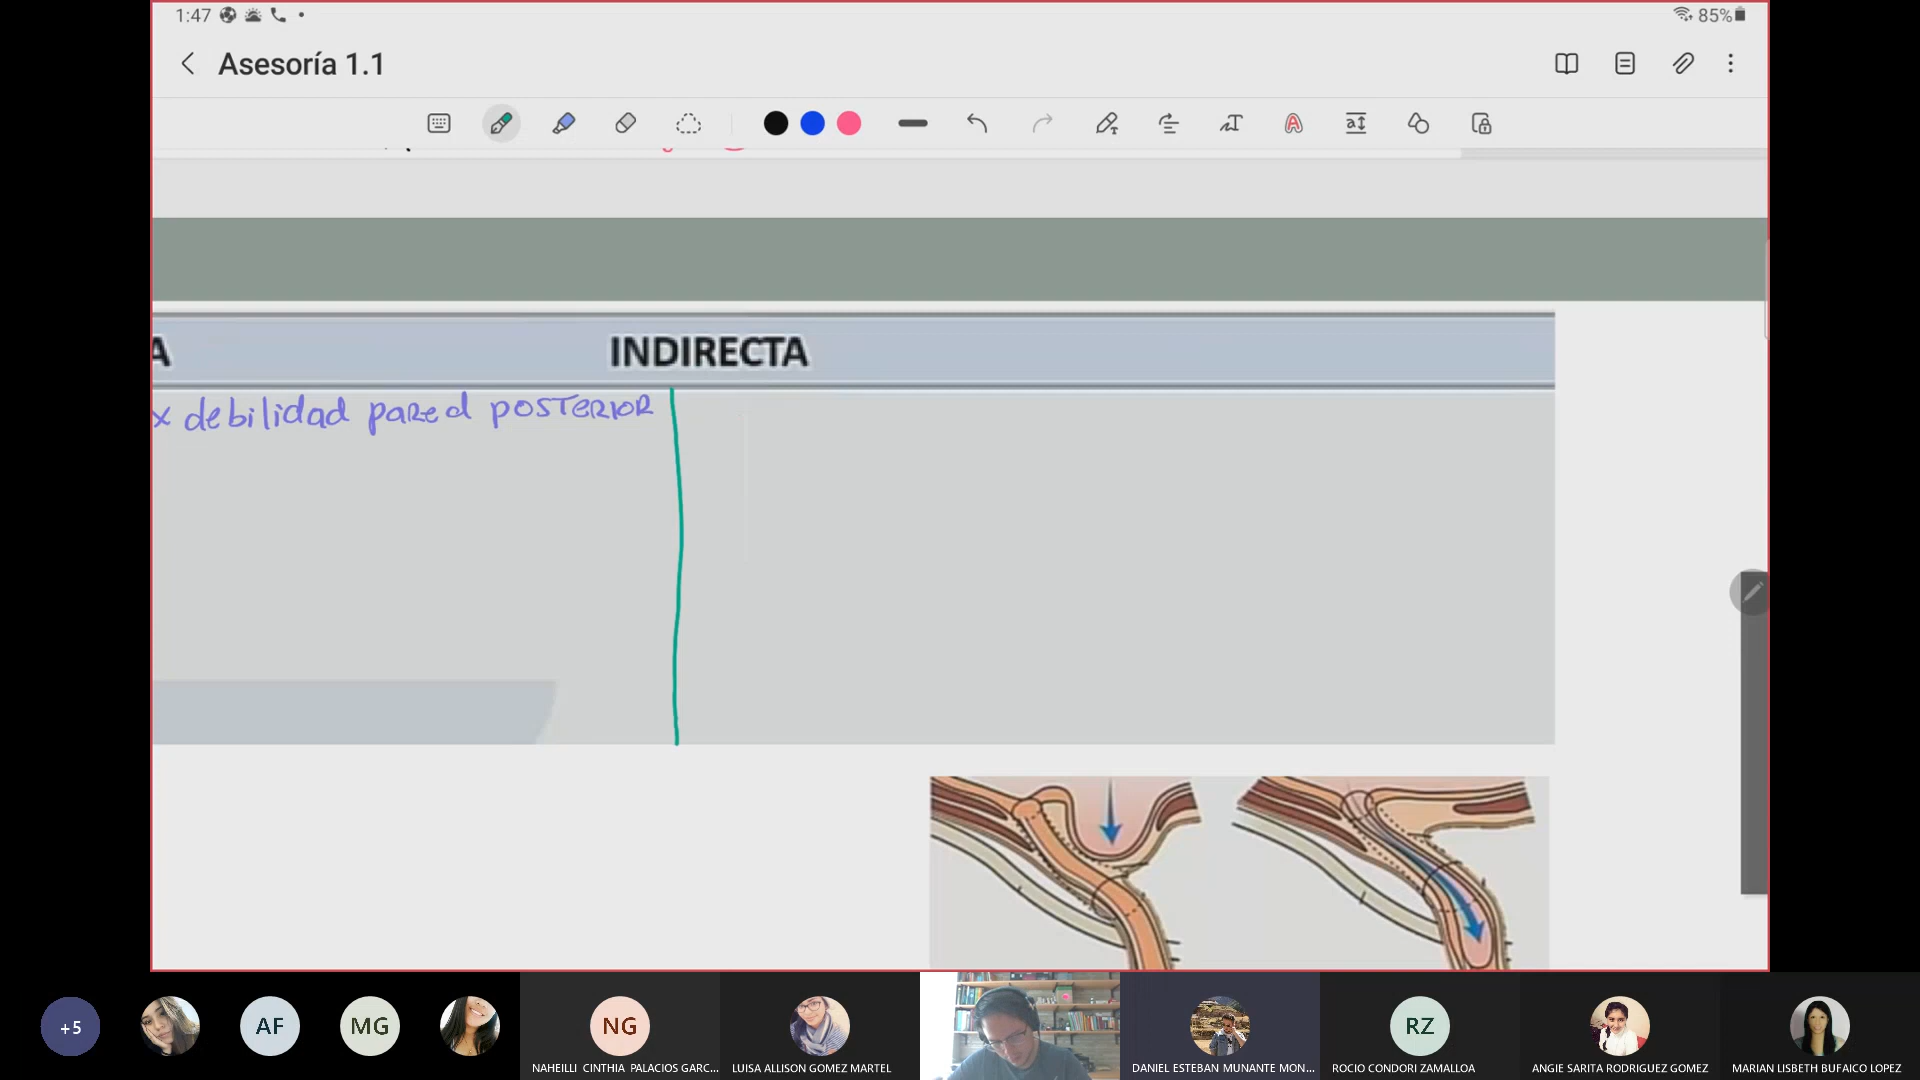 1:47
85%
Asesoría 1.1
A
INDIRECTA
x debilidad pared POSTERIOR
+5
AF
MG
NG
RZ
NAHEILLI CINTHIA PALACIOS GARC...
LUISA ALLISON GOMEZ MARTEL
DANIEL ESTEBAN MUNANTE MON...
ROCIO CONDORI ZAMALLOA
ANGIE SARITA RODRIGUEZ GOMEZ
MARIAN LISBETH BUFAICO LOPEZ